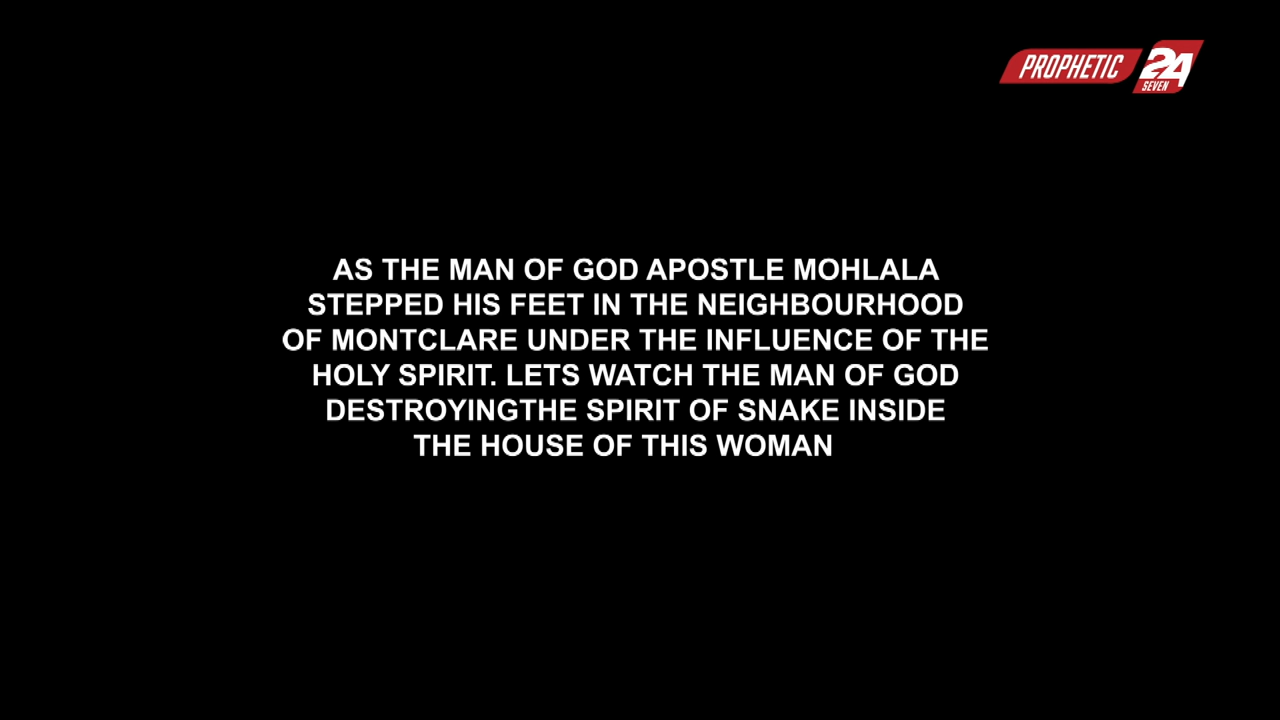 PROPHETIC 24
SEVEN
AS THE MAN OF GOD APOSTLE MOHLALA
STEPPED HIS FEET IN THE NEIGHBOURHOOD
OF MONTCLARE UNDER THE INFLUENCE OF THE
HOLY SPIRIT. LETS WATCH THE MAN OF GOD
DESTROYINGTHE SPIRIT OF SNAKE INSIDE
THE HOUSE OF THIS WOMAN